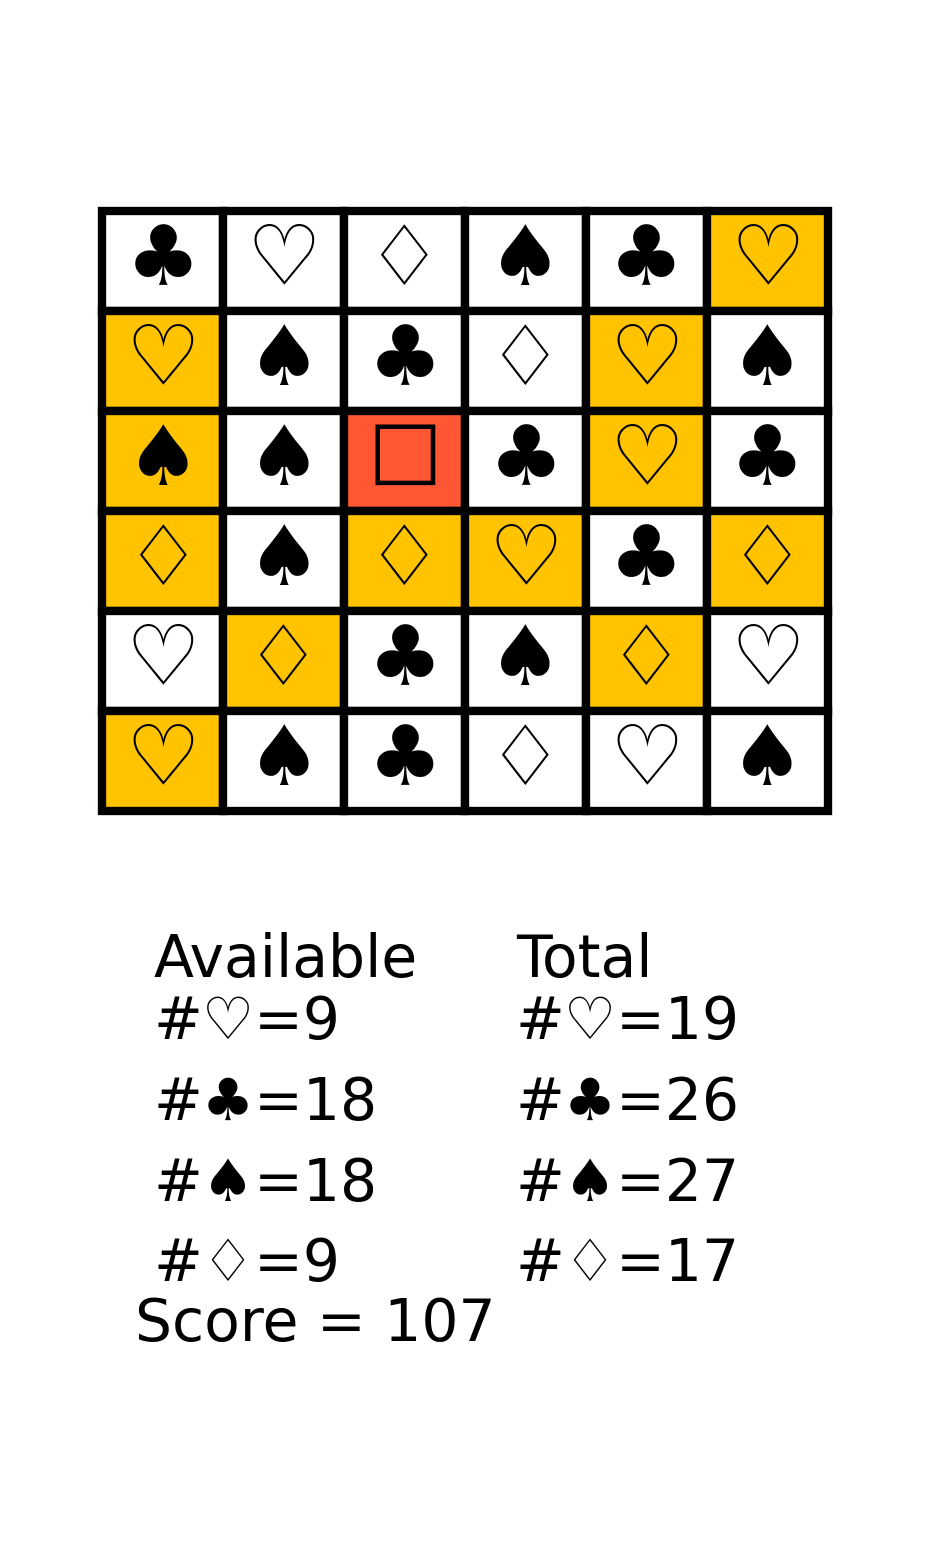 ♣ ♡ ♢ ♠ ♣ ♡
♡ ♠ ♣ ♢ ♡ ♠
♠ ♠ □ ♣ ♡ ♣
♢ ♠ ♢ ♡ ♣ ♢
♡ ♢ ♣ ♠ ♢ ♡
♡ ♠ ♣ ♢ ♡ ♠
Available Total
#♡=9 #♡=19
#♣=18 #♣=26
#♠=18 #♠=27
#♢=9 #♢=17
Score = 107